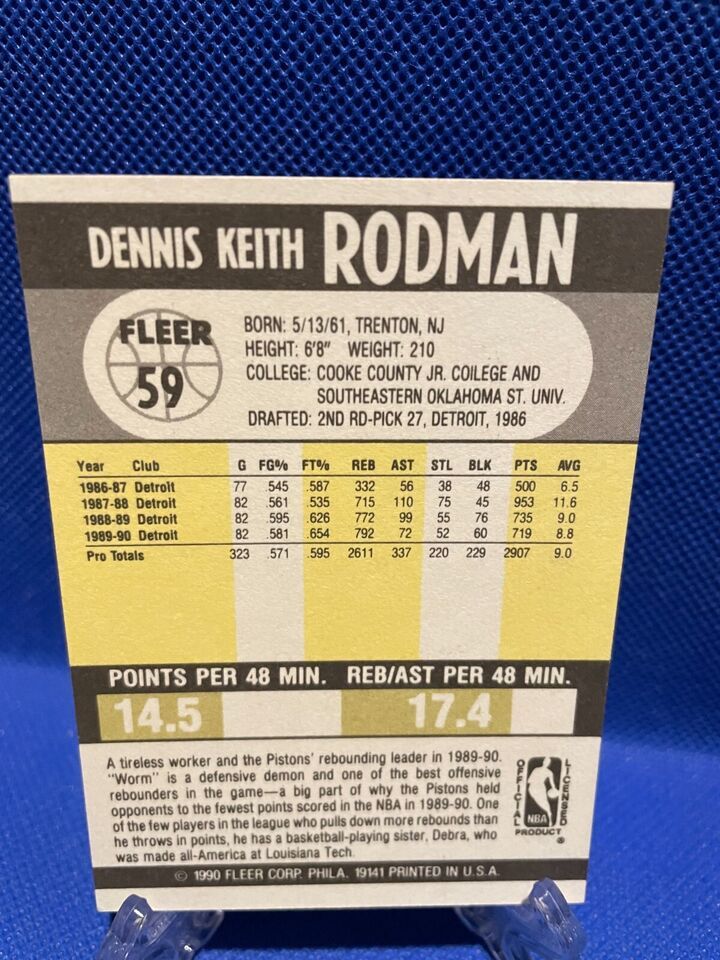 DENNIS KEITH RODMAN
FLEER
59
BORN: 5/13/61, TRENTON, NJ
HEIGHT: 6'8" WEIGHT: 210
COLLEGE: COOKE COUNTY JR. COILEGE AND
SOUTHEASTERN OKLAHOMA ST. UNIV.
DRAFTED: 2ND RD-PICK 27, DETROIT, 1986
Year Club G FG% FT% REB AST STL BLK PTS AVG
1986-87 Detroit 77 .545 .587 332 56 38 48 500 6.5
1987-88 Detroit 82 .561 .535 715 110 75 45 953 11.6
1988-89 Detroit 82 .595 .626 772 99 55 76 735 9.0
1989-90 Detroit 82 .581 .654 792 72 52 60 719 8.8
Pro Totals 323 .571 .595 2611 337 220 229 2907 9.0
POINTS PER 48 MIN. REB/AST PER 48 MIN.
14.5 17.4
A tireless worker and the Pistons' rebounding leader in 1989-90.
"Worm" is a defensive demon and one of the best offensive
rebounders in the game—a big part of why the Pistons held
opponents to the fewest points scored in the NBA in 1989-90. One
of the few players in the league who pulls down more rebounds than
he throws in points, he has a basketball-playing sister, Debra, who
was made all-America at Louisiana Tech.
OFFICIAL
LICENSED
NBA
PRODUCT ®
© 1990 FLEER CORP. PHILA. 19141 PRINTED IN U.S.A.